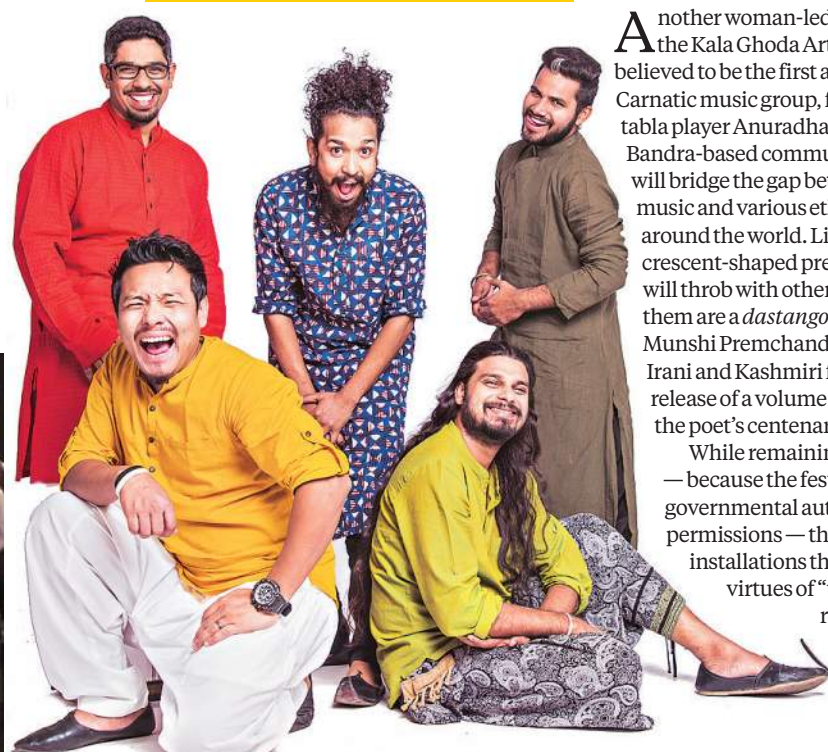 Another woman-led
the Kala Ghoda Art
believed to be the first a
Carnatic music group, f
tabla player Anuradha
Bandra-based commu
will bridge the gap be
music and various et
around the world. Li
crescent-shaped pre
will throb with other
them are a dastango
Munshi Premchand
Irani and Kashmiri f
release of a volume
the poet's centenar
While remainin
— because the fest
governmental aut
permissions — th
installations th
virtues of “
r